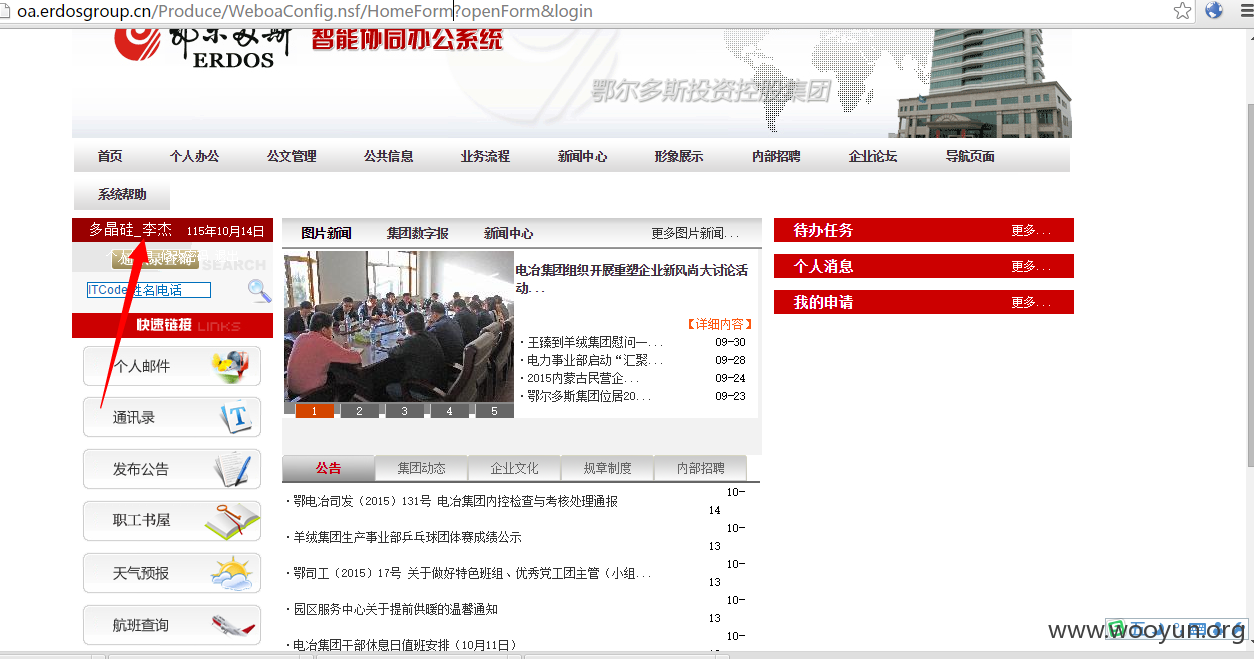 oa.erdosgroup.cn/Produce/WeboaConfig.nsf/HomeForm?openForm&login
鄂尔多斯 智能协同办公系统
ERDOS
鄂尔多斯投资控股集团
首页 个人办公 公文管理 公共信息 业务流程 新闻中心 形象展示 内部招聘 企业论坛 导航页面
系统帮助
多晶硅_李杰 115年10月14日
SEARCH
ITCode 姓名电话
快速链接 LINKS
个人邮件
通讯录
发布公告
职工书屋
天气预报
航班查询
图片新闻 集团数字报 新闻中心 更多图片新闻...
电冶集团组织开展重塑企业新风尚大讨论活
动...
【详细内容】
·王臻到羊绒集团慰问一... 09-30
·电力事业部启动“汇聚... 09-28
·2015内蒙古民营企... 09-24
·鄂尔多斯集团位居20... 09-23
1 2 3 4 5
公告 集团动态 企业文化 规章制度 内部招聘
·鄂电冶司发（2015）131号 电冶集团内控检查与考核处理通报 10-
14
·羊绒集团生产事业部乒乓球团体赛成绩公示 10-
13
·鄂司工（2015）17号 关于做好特色班组、优秀党工团主管（小组... 10-
13
·园区服务中心关于提前供暖的温馨通知 10-
13
·电冶集团干部休息日值班安排（10月11日） 10-
待办任务 更多...
个人消息 更多...
我的申请 更多...
www.wooyun.org